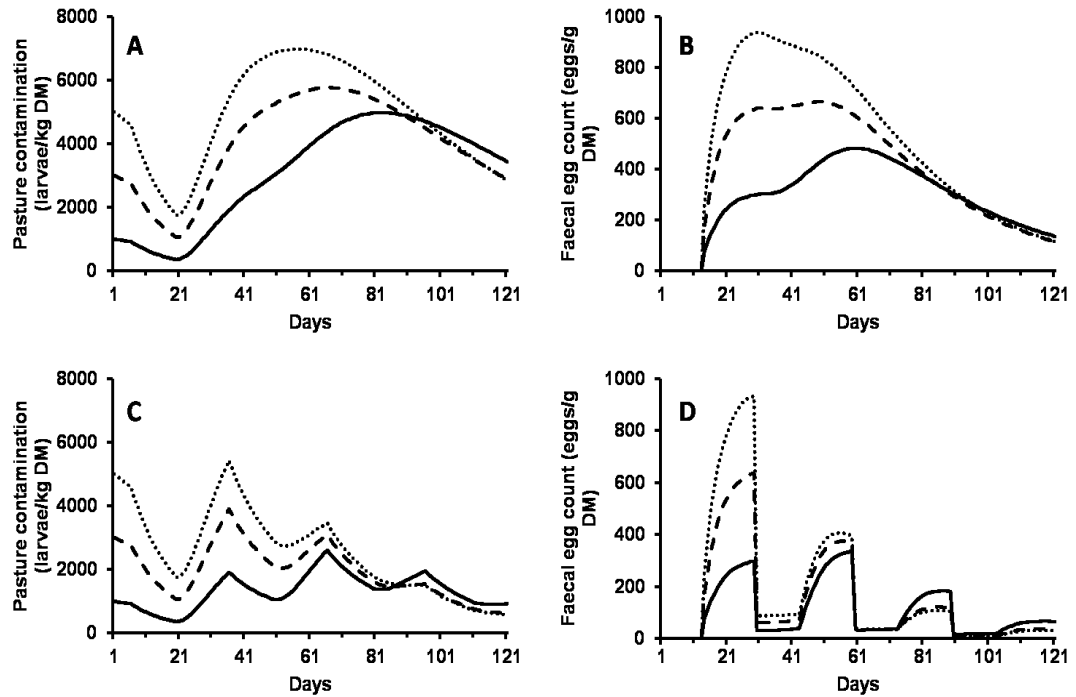 A
Pasture contamination
(larvae/kg DM)
8000
6000
4000
2000
0
1 21 41 61 81 101 121
Days
B
Faecal egg count (eggs/g
DM)
1000
800
600
400
200
0
1 21 41 61 81 101 121
Days
C
Pasture contamination
(larvae/kg DM)
8000
6000
4000
2000
0
1 21 41 61 81 101 121
Days
D
Faecal egg count (eggs/g
DM)
1000
800
600
400
200
0
1 21 41 61 81 101 121
Days